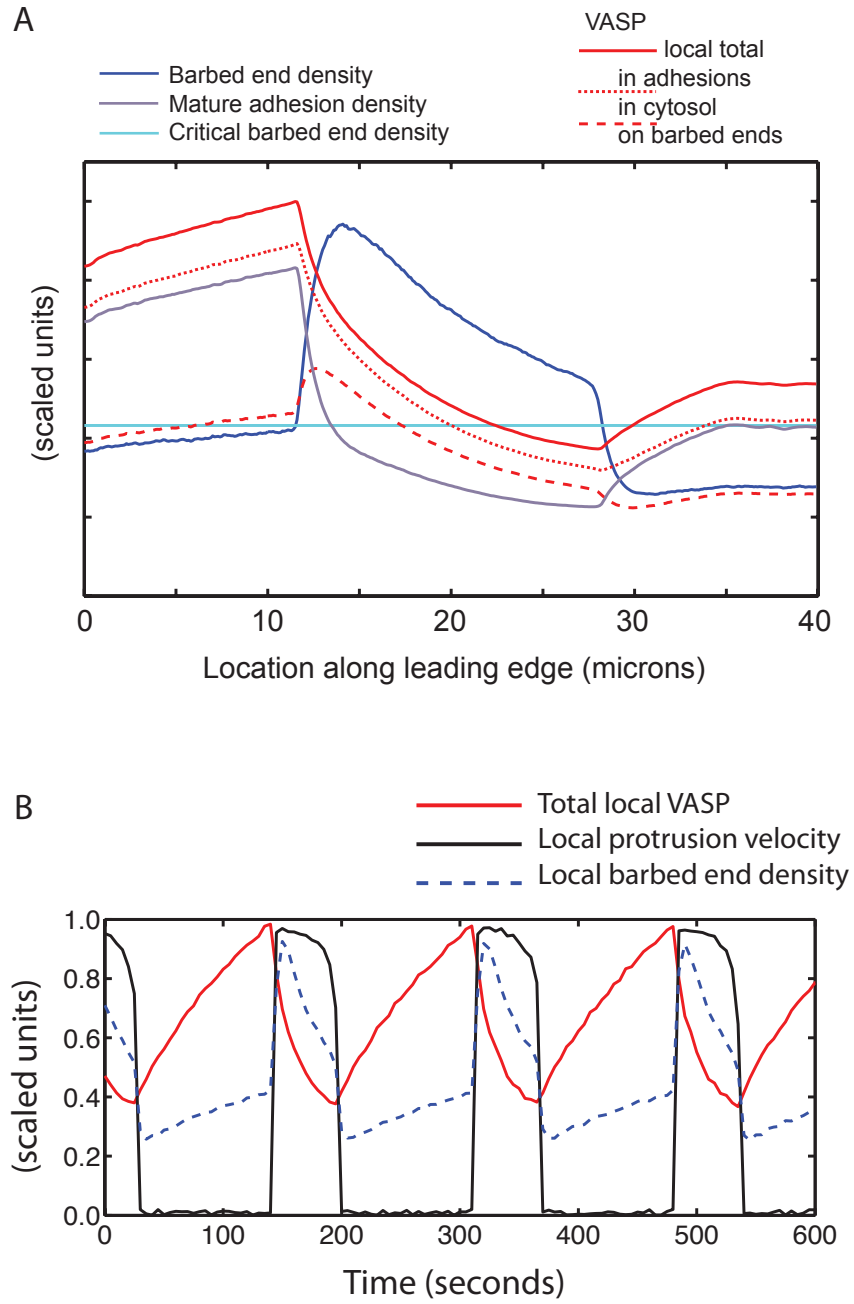 A
VASP
Barbed end density
Mature adhesion density
Critical barbed end density
local total
in adhesions
in cytosol
on barbed ends
(scaled units)
0 10 20 30 40
Location along leading edge (microns)
B
Total local VASP
Local protrusion velocity
Local barbed end density
(scaled units)
1.0
0.8
0.6
0.4
0.2
0.0
0 100 200 300 400 500 600
Time (seconds)